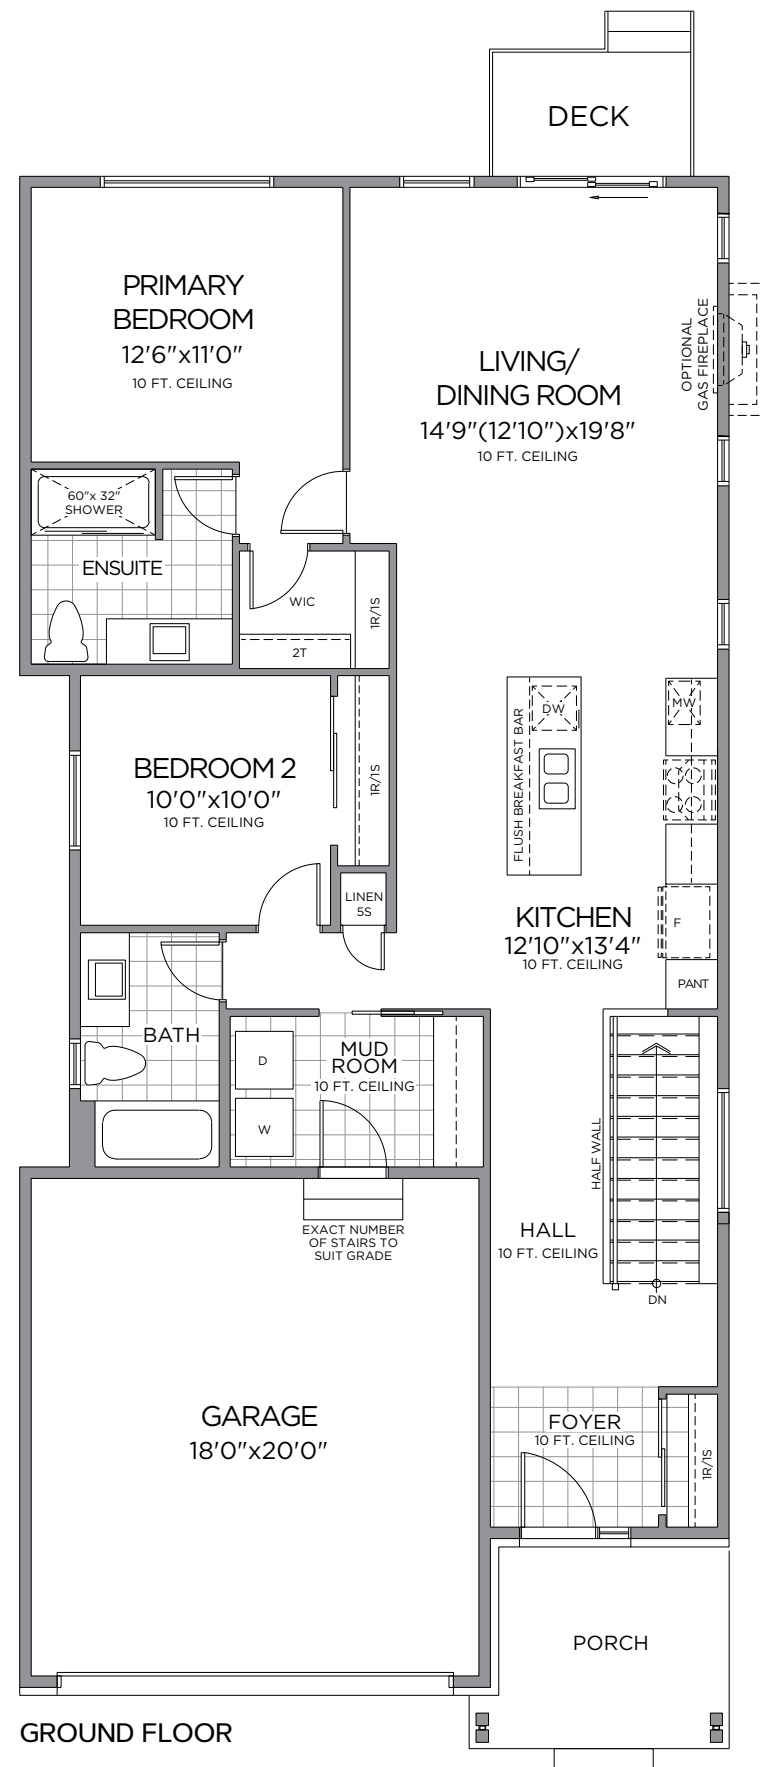 DECK
PRIMARY
BEDROOM
12'6"x11'0"
10 FT. CEILING
LIVING/
DINING ROOM
14'9"(12'10")x19'8"
10 FT. CEILING
OPTIONAL
GAS FIREPLACE
60"x 32"
SHOWER
ENSUITE
WIC
1R/1S
2T
BEDROOM 2
10'0"x10'0"
10 FT. CEILING
1R/1S
FLUSH BREAKFAST BAR
DW
MW
LINEN
5S
KITCHEN
12'10"x13'4"
10 FT. CEILING
F
PANT
BATH
D
W
MUD
ROOM
10 FT. CEILING
HALF WALL
HALL
10 FT. CEILING
DN
EXACT NUMBER
OF STAIRS TO
SUIT GRADE
GARAGE
18'0"x20'0"
FOYER
10 FT. CEILING
1R/1S
PORCH
GROUND FLOOR